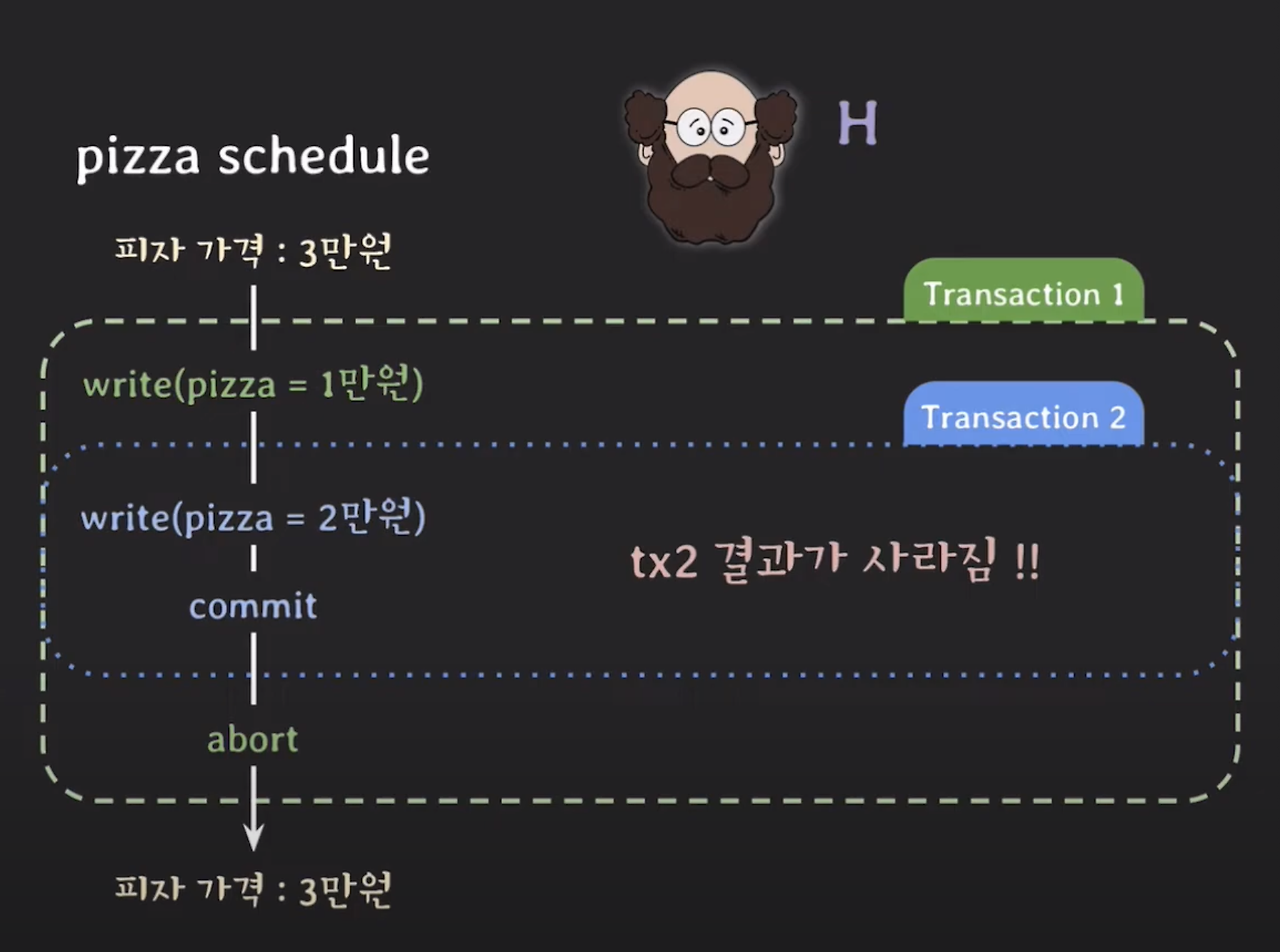 H
pizza schedule
피자 가격 : 3만원
Transaction 1
write(pizza = 1만원)
Transaction 2
write(pizza = 2만원)
tx2 결과가 사라짐 !!
commit
abort
피자 가격 : 3만원